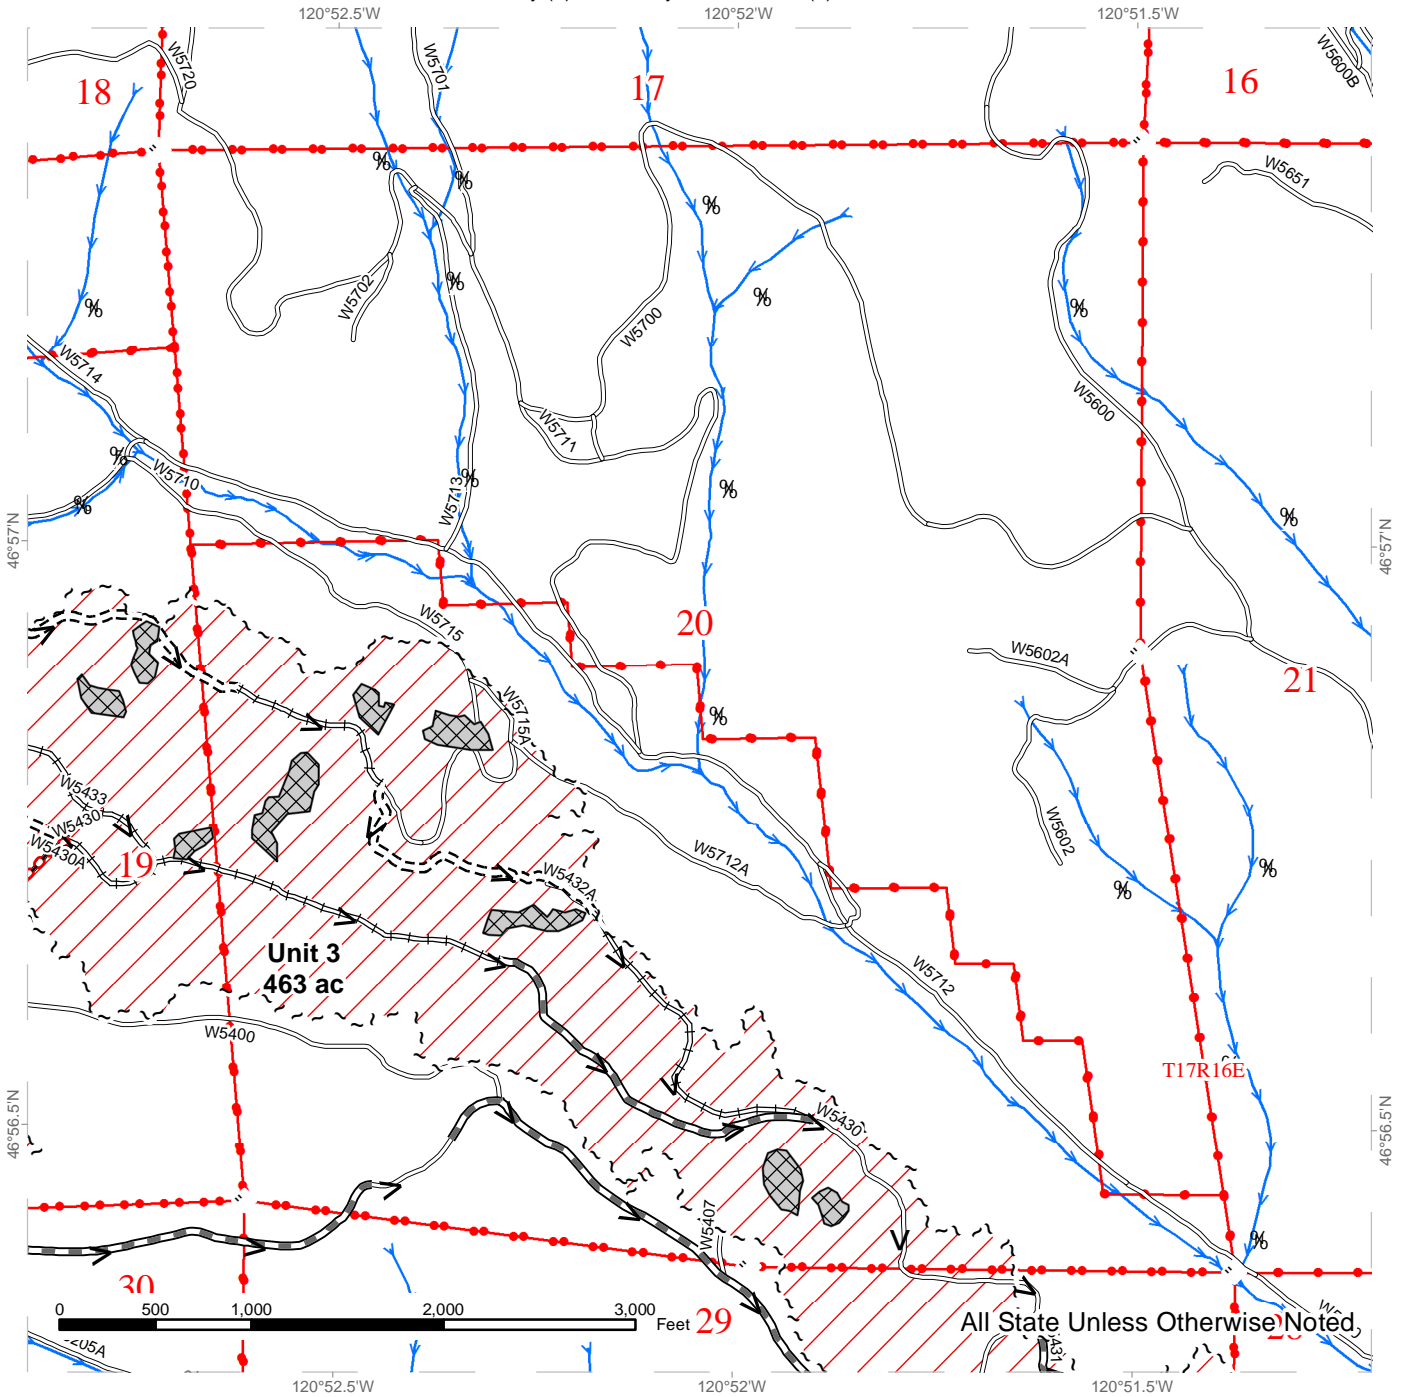 120°52.5'W
120°52'W
120°51.5'W
W5720
W5701
W5600B
18
17
16
%
%
W5651
%
W5702
%
%
%
%
W5700
W5714
W5600
W5711
%
W5710
%
W5713
%
%
%
46°57'N
46°57'N
W5715
20
W5602A
21
W5715A
%
W5433
W5430
W5430A
19
W5602
W5712A
W5432A
%
%
Unit 3
463 ac
W5712
W5400
T17R16E
W5430
46°56.5'N
46°56.5'N
W5407
%
30
0
500
1,000
2,000
3,000
Feet
29
All State Unless Otherwise Noted
205A
120°52.5'W
120°52'W
120°51.5'W